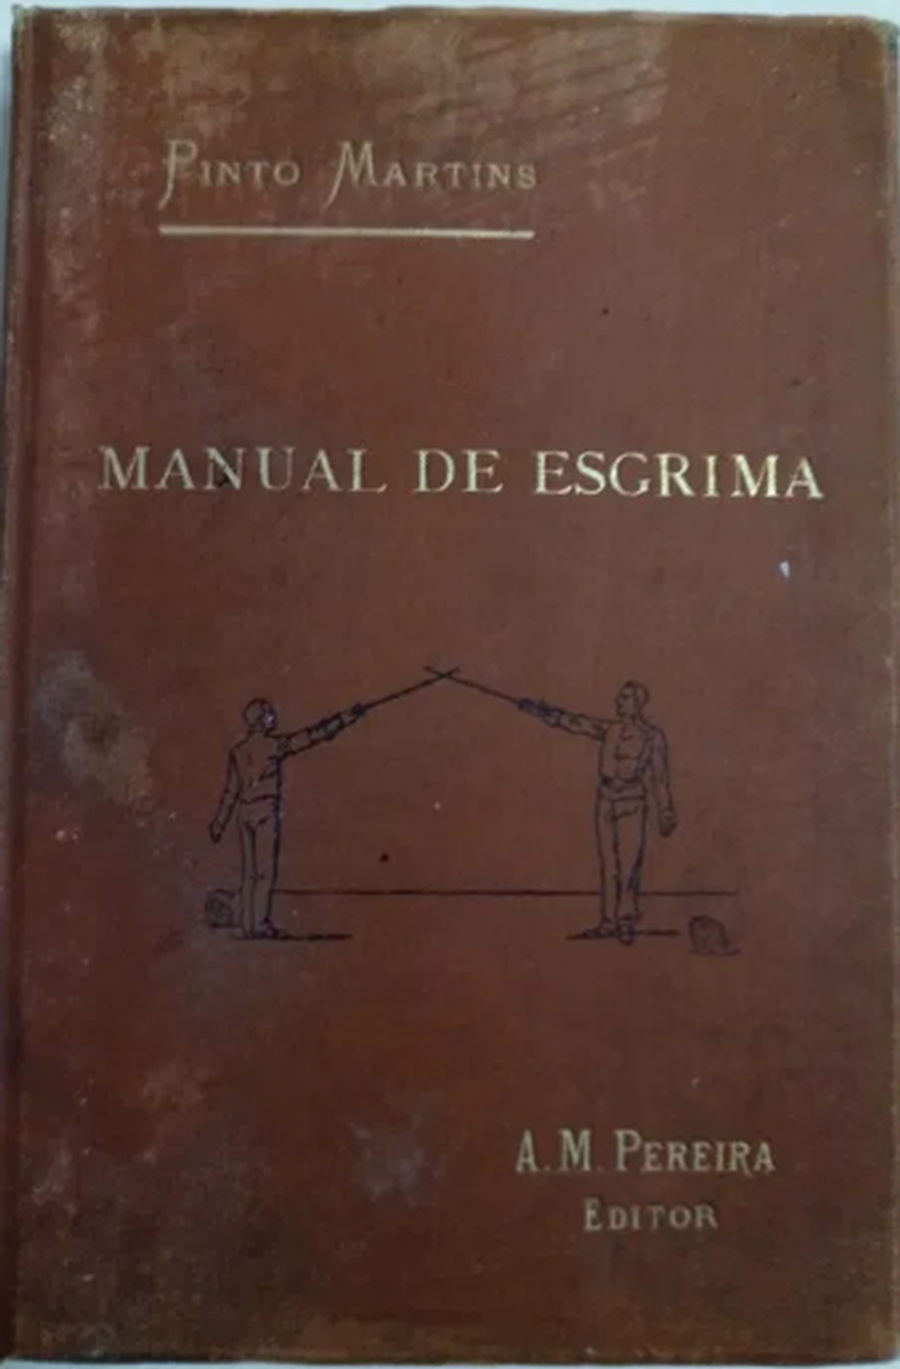 PINTO MARTINS
MANUAL DE ESGRIMA
A. M. PEREIRA
EDITOR